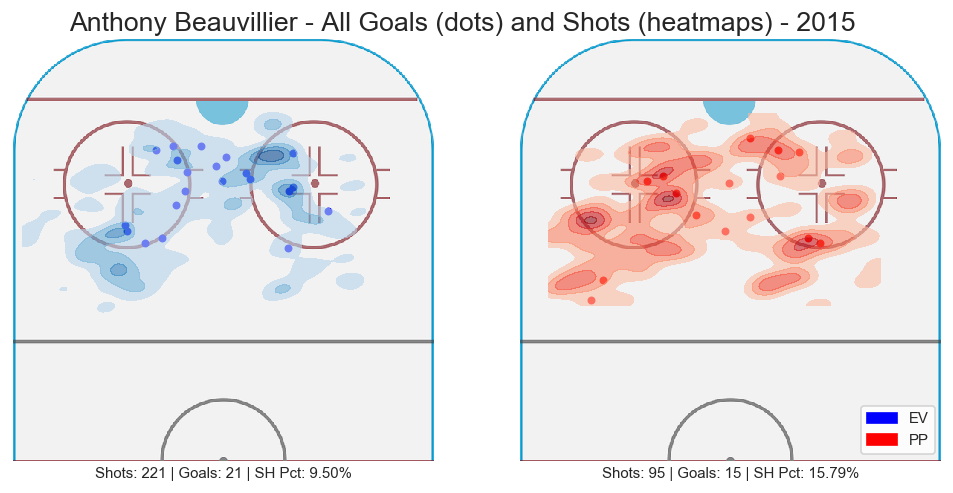 Anthony Beauvillier - All Goals (dots) and Shots (heatmaps) - 2015
EV
PP
Shots: 221 | Goals: 21 | SH Pct: 9.50%
Shots: 95 | Goals: 15 | SH Pct: 15.79%